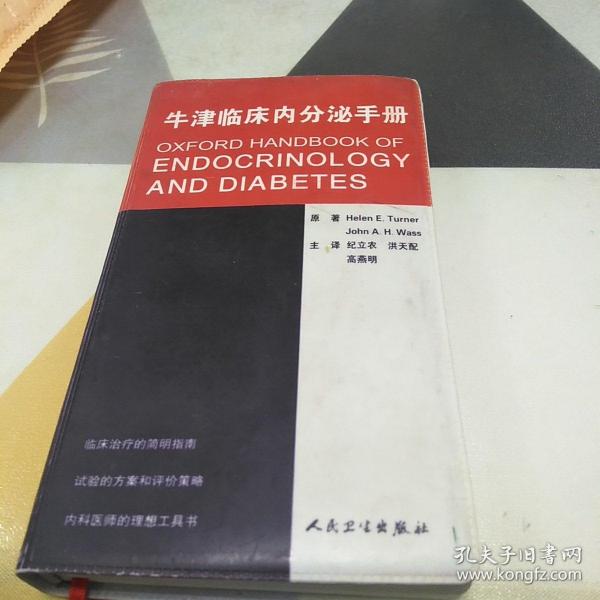 牛津临床内分泌手册
OXFORD HANDBOOK OF
ENDOCRINOLOGY
AND DIABETES
原 著 Helen E. Turner
John A. H. Wass
主 译 纪立农 洪天配
高燕明
临床治疗的简明指南
试验的方案和评价策略
内科医师的理想工具书
人民卫生出版社
孔夫子旧书网
www.kongfz.com